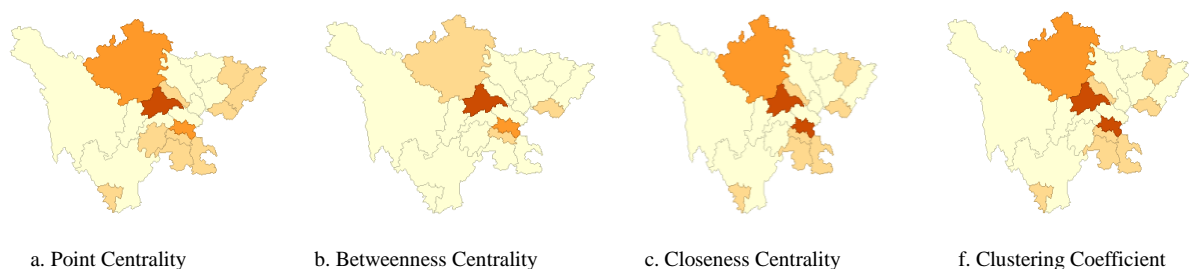 a. Point Centrality
b. Betweenness Centrality
c. Closeness Centrality
f. Clustering Coefficient